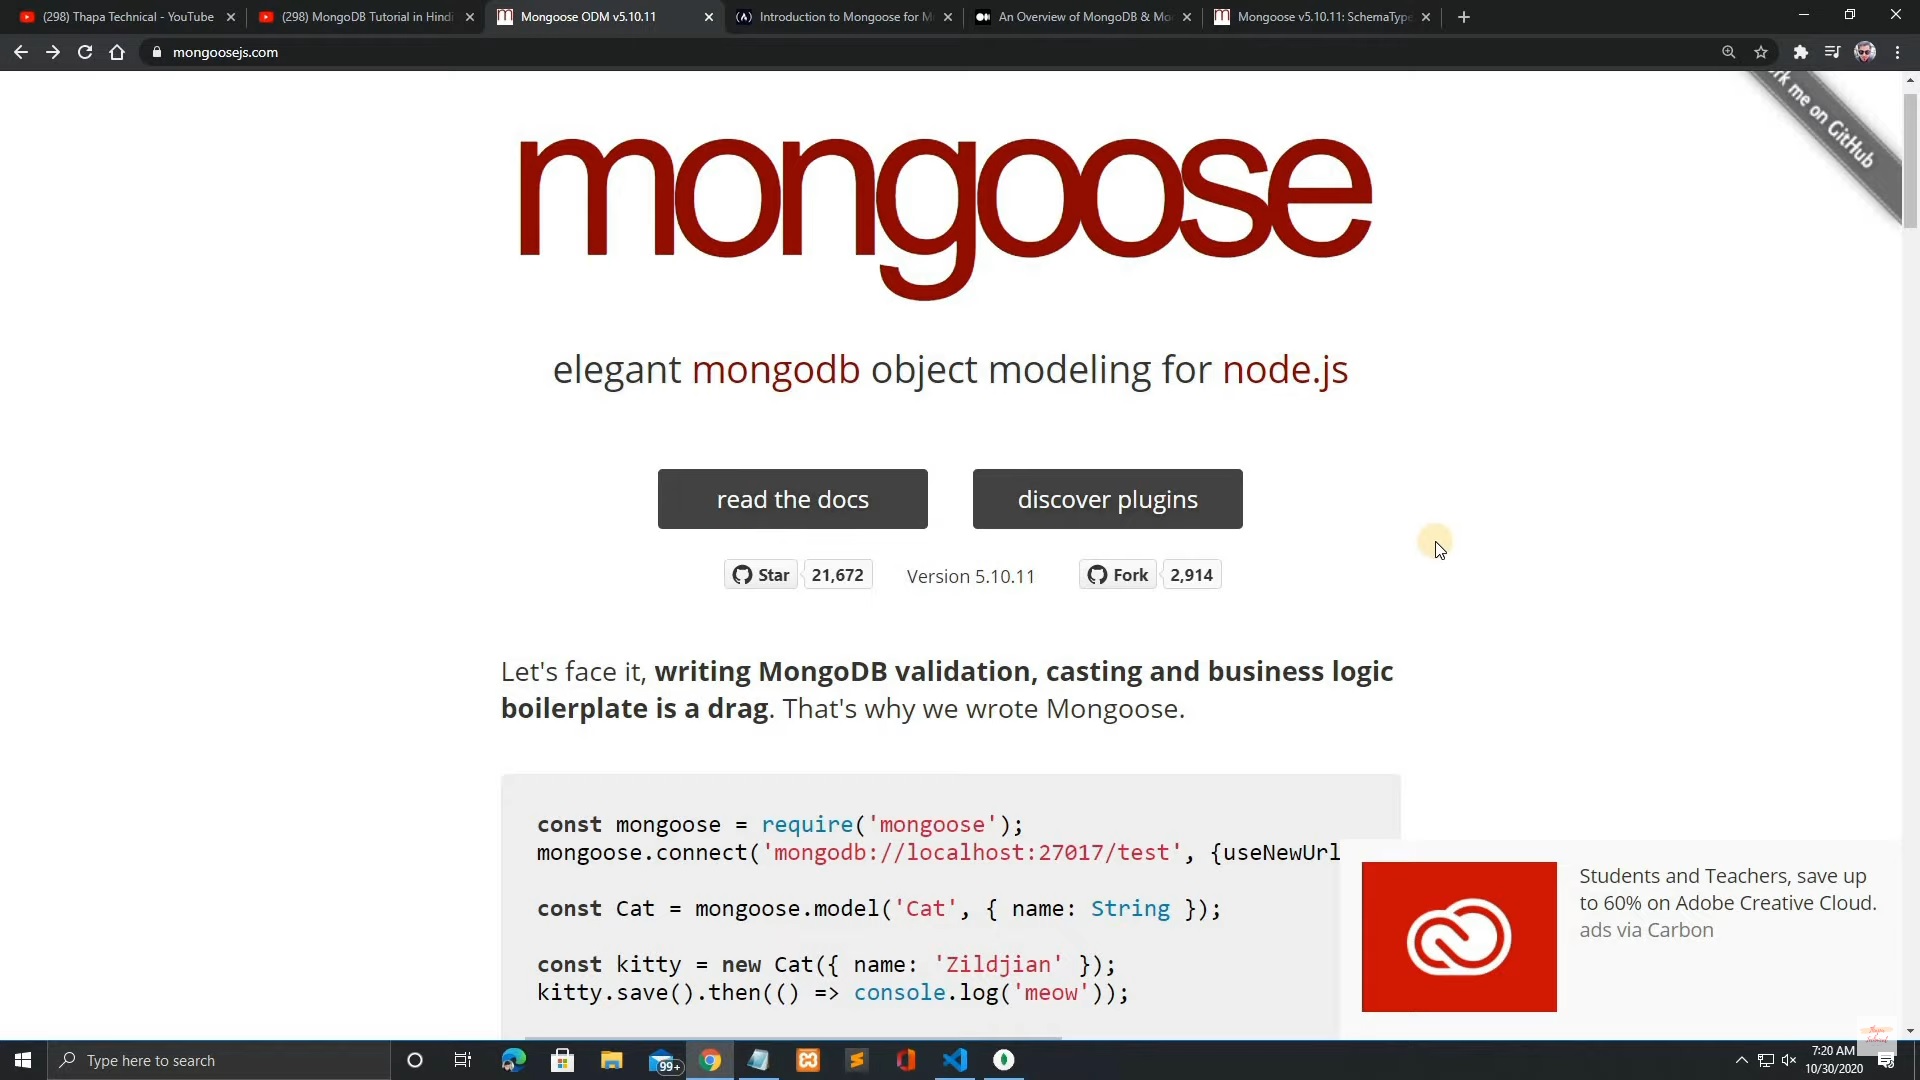 (298) Thapa Technical - YouTube
(298) MongoDB Tutorial in Hindi
Mongoose ODM v5.10.11
Introduction to Mongoose for M
An Overview of MongoDB & Mo
Mongoose v5.10.11: SchemaType
mongoosejs.com
rk me on GitHub
mongoose
elegant mongodb object modeling for node.js
read the docs
discover plugins
Star 21,672
Version 5.10.11
Fork 2,914
Let's face it, writing MongoDB validation, casting and business logic
boilerplate is a drag. That's why we wrote Mongoose.
const mongoose = require('mongoose');
mongoose.connect('mongodb://localhost:27017/test', {useNewUrl
const Cat = mongoose.model('Cat', { name: String });
const kitty = new Cat({ name: 'Zildjian' });
kitty.save().then(() => console.log('meow'));
Students and Teachers, save up
to 60% on Adobe Creative Cloud.
ads via Carbon
Type here to search
99+
7:20 AM
10/30/2020